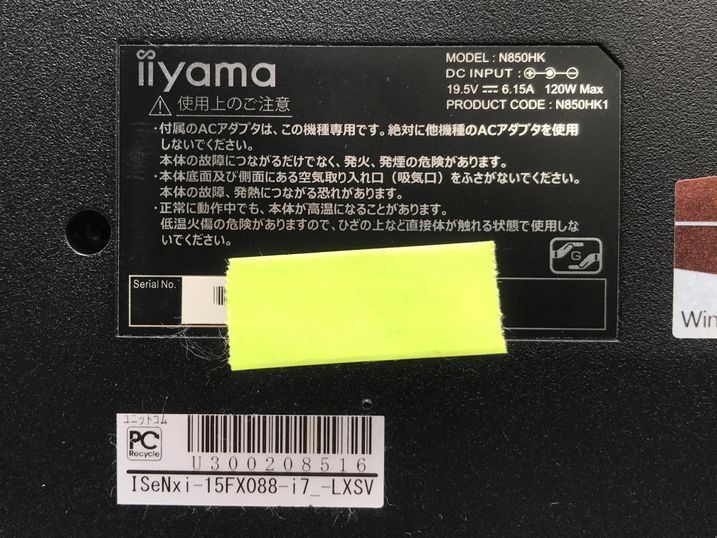 iiyama
MODEL : N850HK
DC INPUT :
19.5V 6.15A 120W Max
PRODUCT CODE : N850HK1
使用上のご注意
・付属のACアダプタは、この機種専用です。絶対に他機種のACアダプタを使用
しないでください。
本体の故障につながるだけでなく、発火、発煙の危険があります。
・本体底面及び側面にある空気取り入れ口（吸気口）をふさがないでください。
本体の故障、発熱につながる恐れがあります。
・正常に動作中でも、本体が高温になることがあります。
低温火傷の危険がありますので、ひざの上など直接体が触れる状態で使用しな
いでください。
G
Serial No.
Win
ユニットコム
PC
Recycle
U300208516
ISeNxi-15FX088-i7_-LXSV